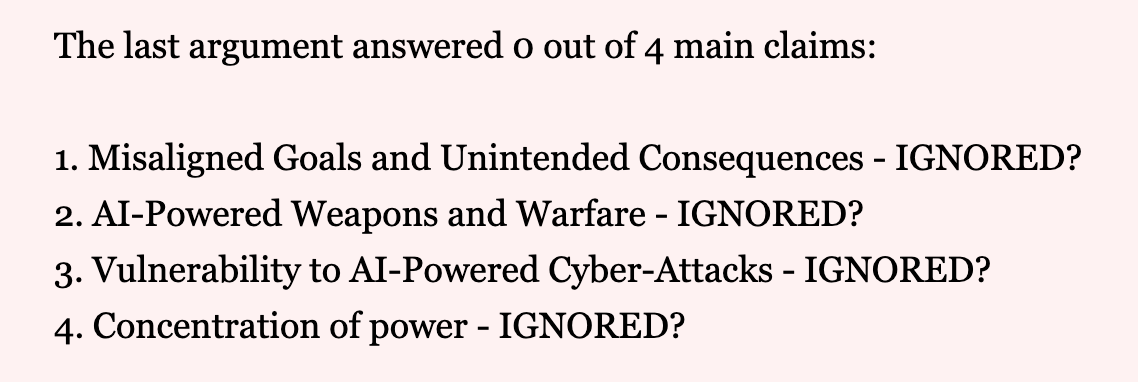 The last argument answered 0 out of 4 main claims:
1. Misaligned Goals and Unintended Consequences - IGNORED?
2. AI-Powered Weapons and Warfare - IGNORED?
3. Vulnerability to AI-Powered Cyber-Attacks - IGNORED?
4. Concentration of power - IGNORED?